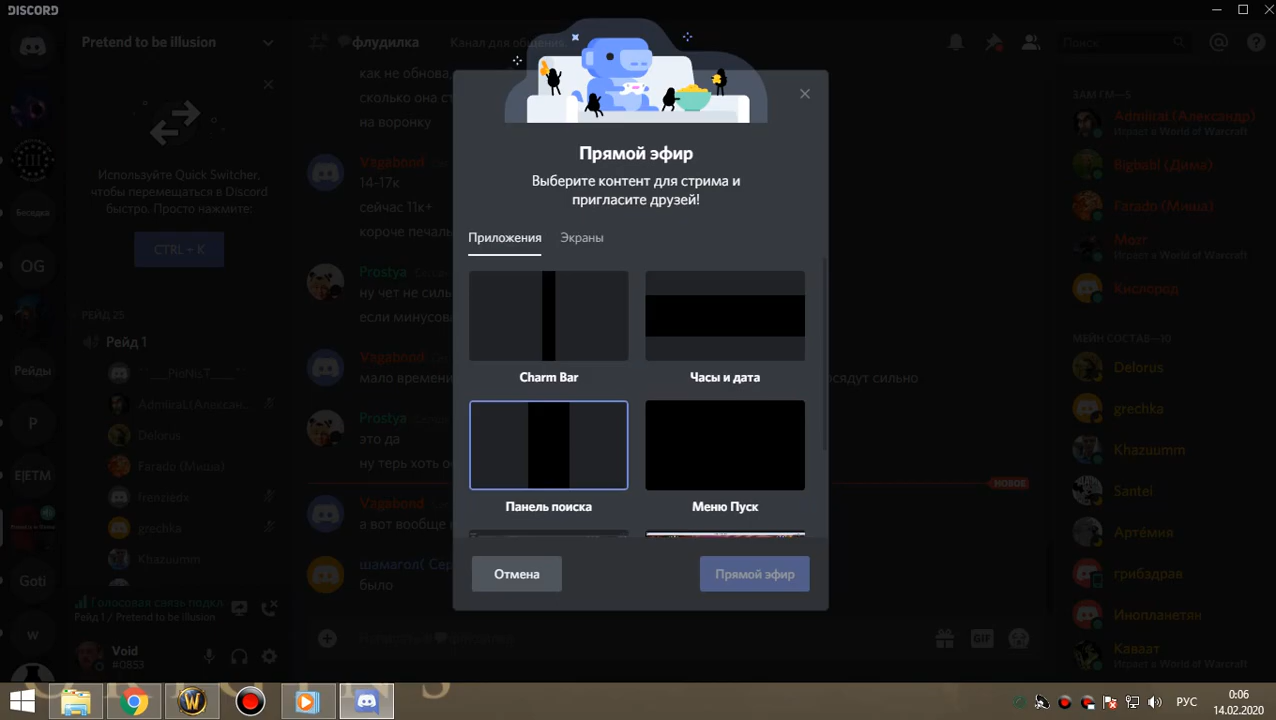 DISCORD
Pretend to be illusion
флудилка
Канал для общения.
Поиск
Используйте Quick Switcher,
чтобы перемещаться в Discord
быстро. Просто нажмите:
CTRL + K
РЕЙД 25
Рейд 1
Admiral (Александр)
Delorus
Farado (Миша)
frenziedx
grechka
Khazuumm
Беседка
OG
Рейды
P
E|ETM
Goti
w
Голосовая связь подкл
Рейд 1 / Pretend to be illusion
Void
#0853
как не обнова,
сколько она ст
на воронку
Vagabond
14-17к
сейчас 11к+
короче печаль
Prostya
ну чет не силь
если минусов
Vagabond
мало времени
осядут сильно
Prostya
это да
ну терь хоть о
НОВОЕ
Vagabond
а вот вообще
шамагол( Сер
было
Прямой эфир
Выберите контент для стрима и
пригласите друзей!
Приложения
Экраны
Charm Bar
Часы и дата
Панель поиска
Меню Пуск
Отмена
Прямой эфир
GIF
ЗАМ ГМ—5
Admiral (Александр)
Играет в World of Warcraft
Bigbabi (Дима)
Farado (Миша)
Мозг
Играет в World of Warcraft
Кислород
МЕЙН СОСТАВ—10
Delorus
grechka
Khazuumm
Santei
Артёмия
грибздрав
Инопланетян
Каваат
Играет в World of Warcraft
РУС
0:06
14.02.2020